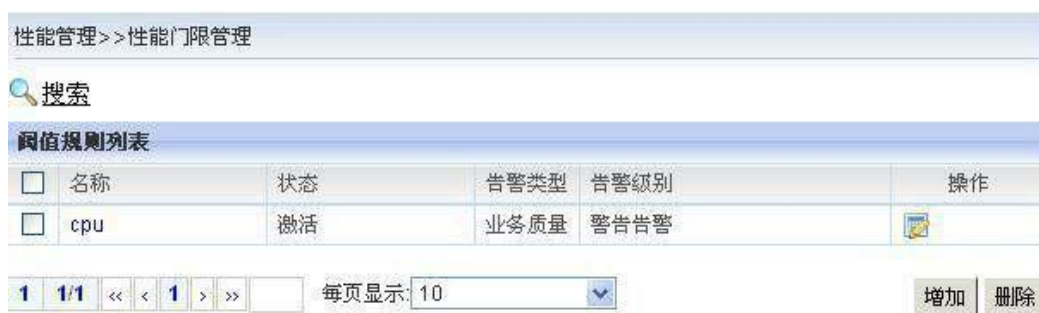 性能管理>>性能门限管理
搜索
阀值规则列表
名称 状态 告警类型 告警级别 操作
cpu 激活 业务质量 警告告警
1 1/1 « < 1 > » 每页显示: 10 增加 删除